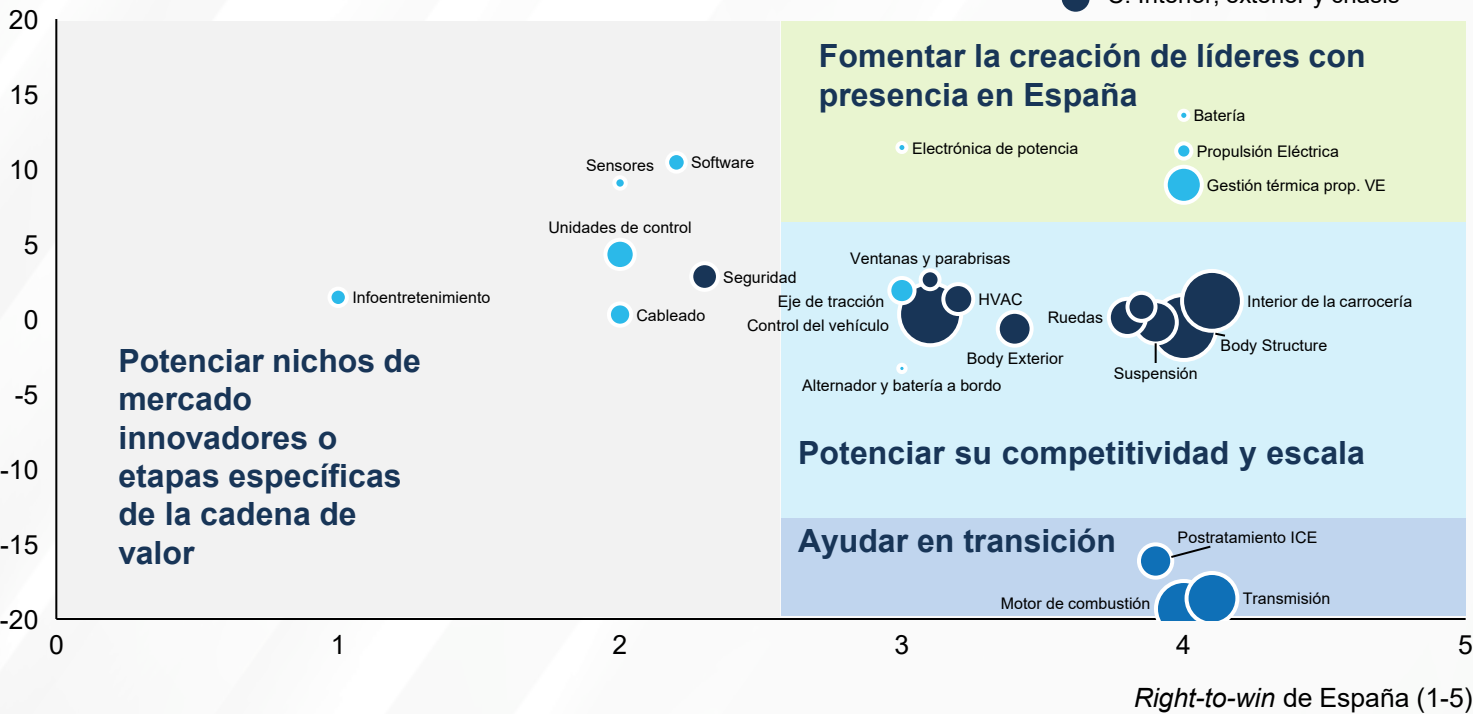 20
15
10
5
0
-5
-10
-15
-20
0
1
2
3
4
5
Fomentar la creación de líderes con
presencia en España
Batería
Electrónica de potencia
Propulsión Eléctrica
Gestión térmica prop. VE
Sensores
Software
Unidades de control
Seguridad
Infoentretenimiento
Cableado
Ventanas y parabrisas
Eje de tracción
HVAC
Control del vehículo
Body Exterior
Alternador y batería a bordo
Ruedas
Interior de la carrocería
Body Structure
Suspensión
Potenciar nichos de
mercado
innovadores o
etapas específicas
de la cadena de
valor
Potenciar su competitividad y escala
Ayudar en transición
Postratamiento ICE
Motor de combustión
Transmisión
Right-to-win de España (1-5)